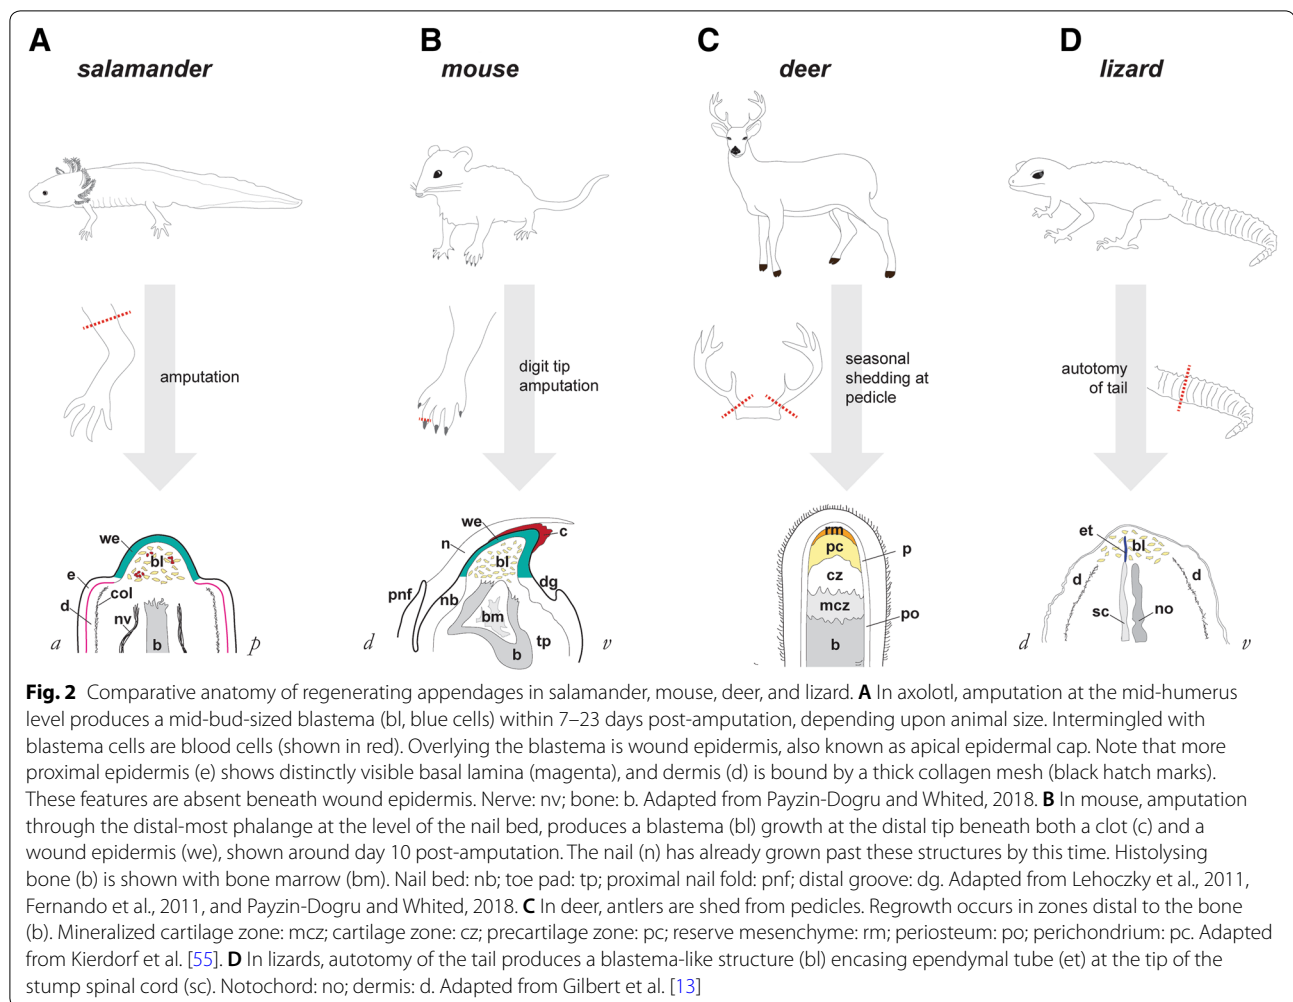 A
salamander
B
mouse
C
deer
D
lizard
amputation
digit tip
amputation
seasonal
shedding at
pedicle
autotomy
of tail
we
bl
e
d
col
nv
b
a
p
we
c
n
bl
pnf
nb
dg
bm
tp
b
d
v
rm
pc
p
cz
mcz
po
b
et
bl
d
d
sc
no
d
v
Fig. 2 Comparative anatomy of regenerating appendages in salamander, mouse, deer, and lizard. A In axolotl, amputation at the mid-humerus
level produces a mid-bud-sized blastema (bl, blue cells) within 7–23 days post-amputation, depending upon animal size. Intermingled with
blastema cells are blood cells (shown in red). Overlying the blastema is wound epidermis, also known as apical epidermal cap. Note that more
proximal epidermis (e) shows distinctly visible basal lamina (magenta), and dermis (d) is bound by a thick collagen mesh (black hatch marks).
These features are absent beneath wound epidermis. Nerve: nv; bone: b. Adapted from Payzin-Dogru and Whited, 2018. B In mouse, amputation
through the distal-most phalange at the level of the nail bed, produces a blastema (bl) growth at the distal tip beneath both a clot (c) and a
wound epidermis (we), shown around day 10 post-amputation. The nail (n) has already grown past these structures by this time. Histolysing
bone (b) is shown with bone marrow (bm). Nail bed: nb; toe pad: tp; proximal nail fold: pnf; distal groove: dg. Adapted from Lehoczky et al., 2011,
Fernando et al., 2011, and Payzin-Dogru and Whited, 2018. C In deer, antlers are shed from pedicles. Regrowth occurs in zones distal to the bone
(b). Mineralized cartilage zone: mcz; cartilage zone: cz; precartilage zone: pc; reserve mesenchyme: rm; periosteum: po; perichondrium: pc. Adapted
from Kierdorf et al. [55]. D In lizards, autotomy of the tail produces a blastema-like structure (bl) encasing ependymal tube (et) at the tip of the
stump spinal cord (sc). Notochord: no; dermis: d. Adapted from Gilbert et al. [13]